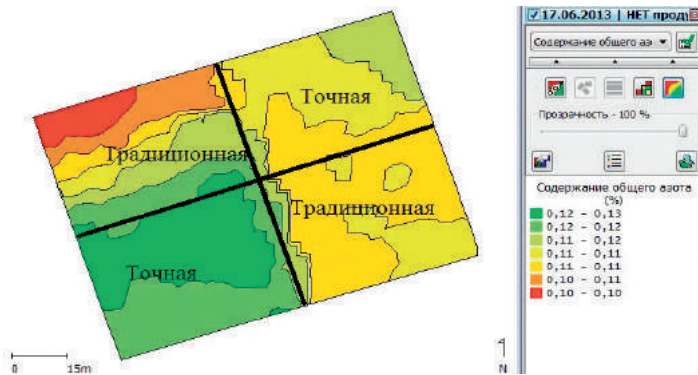 Точная
Традиционная
Традиционная
Точная
0 15m
N
17.06.2013 | НЕТ проду
Содержание общего аз
Прозрачность - 100 %
Содержание общего азота
(%)
0,12 - 0,13
0,12 - 0,12
0,11 - 0,12
0,11 - 0,11
0,11 - 0,11
0,10 - 0,11
0,10 - 0,10